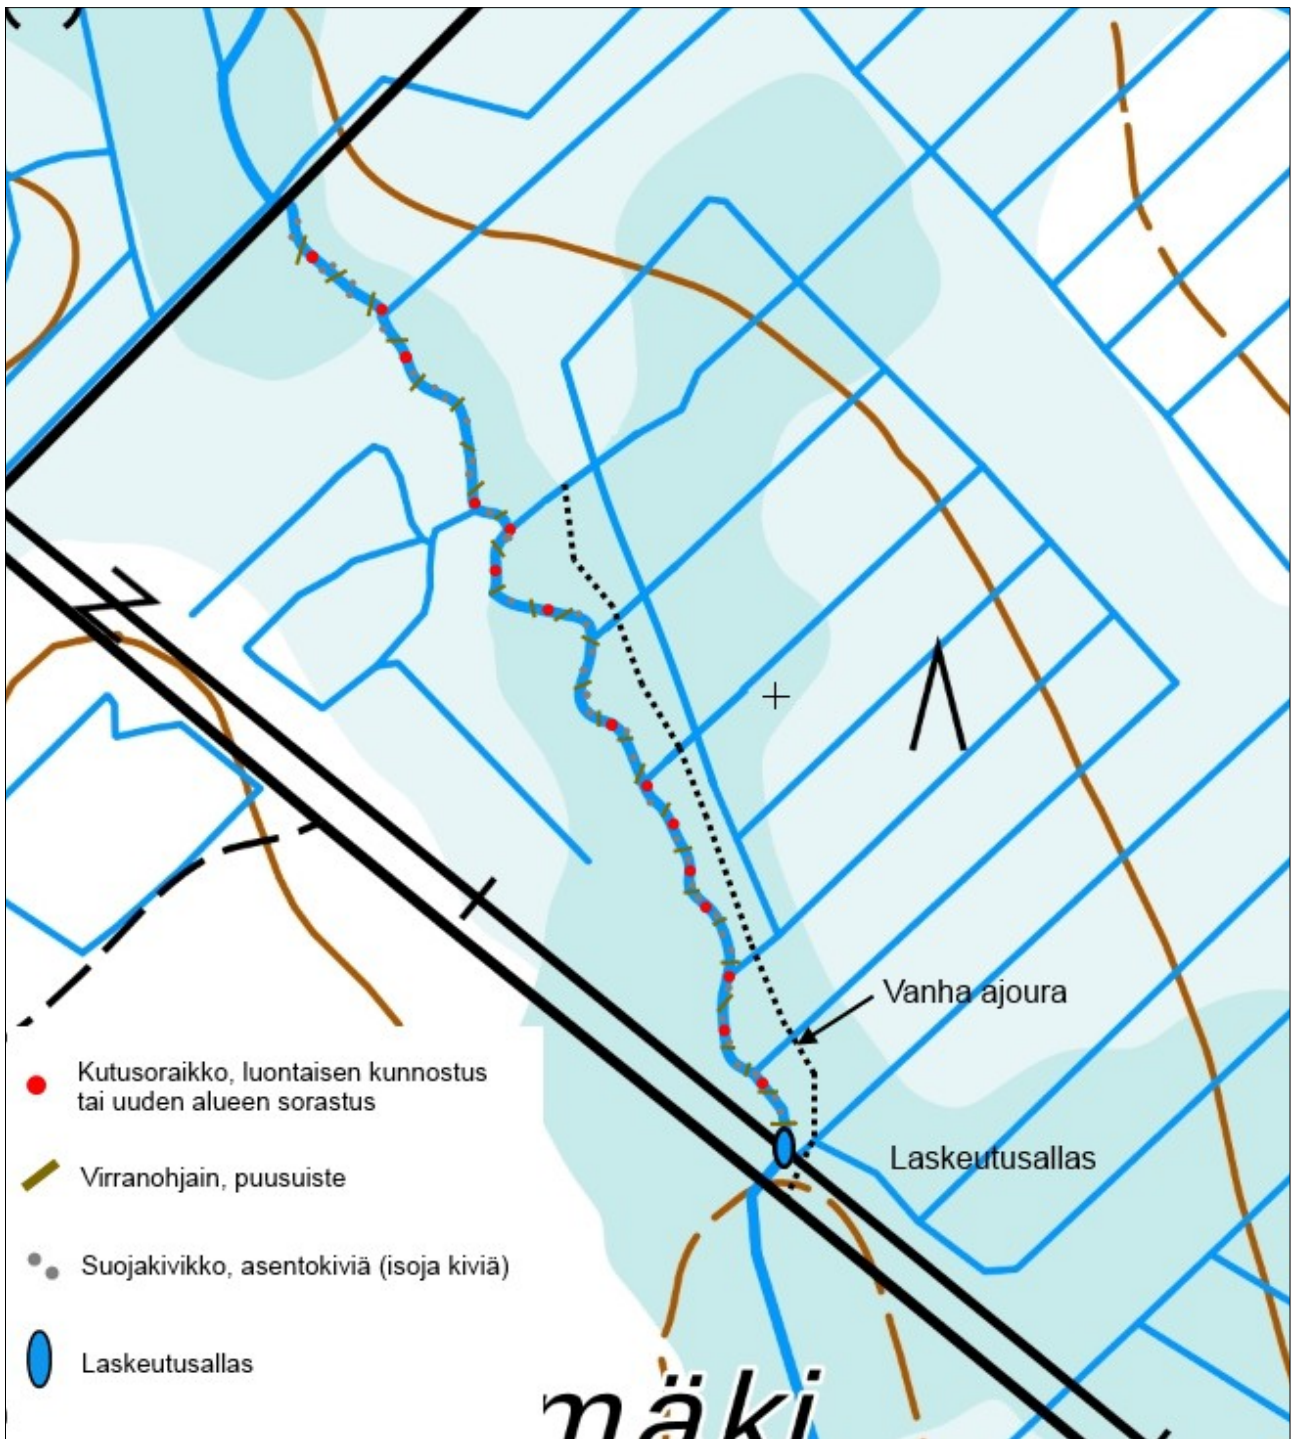 Vanha ajoura
Kutusoraikko, luontaisen kunnostus
tai uuden alueen sorastus
Laskeutusallas
Virranohjain, puusuiste
Suojakivikko, asentokiviä (isoja kiviä)
Laskeutusallas
mäki